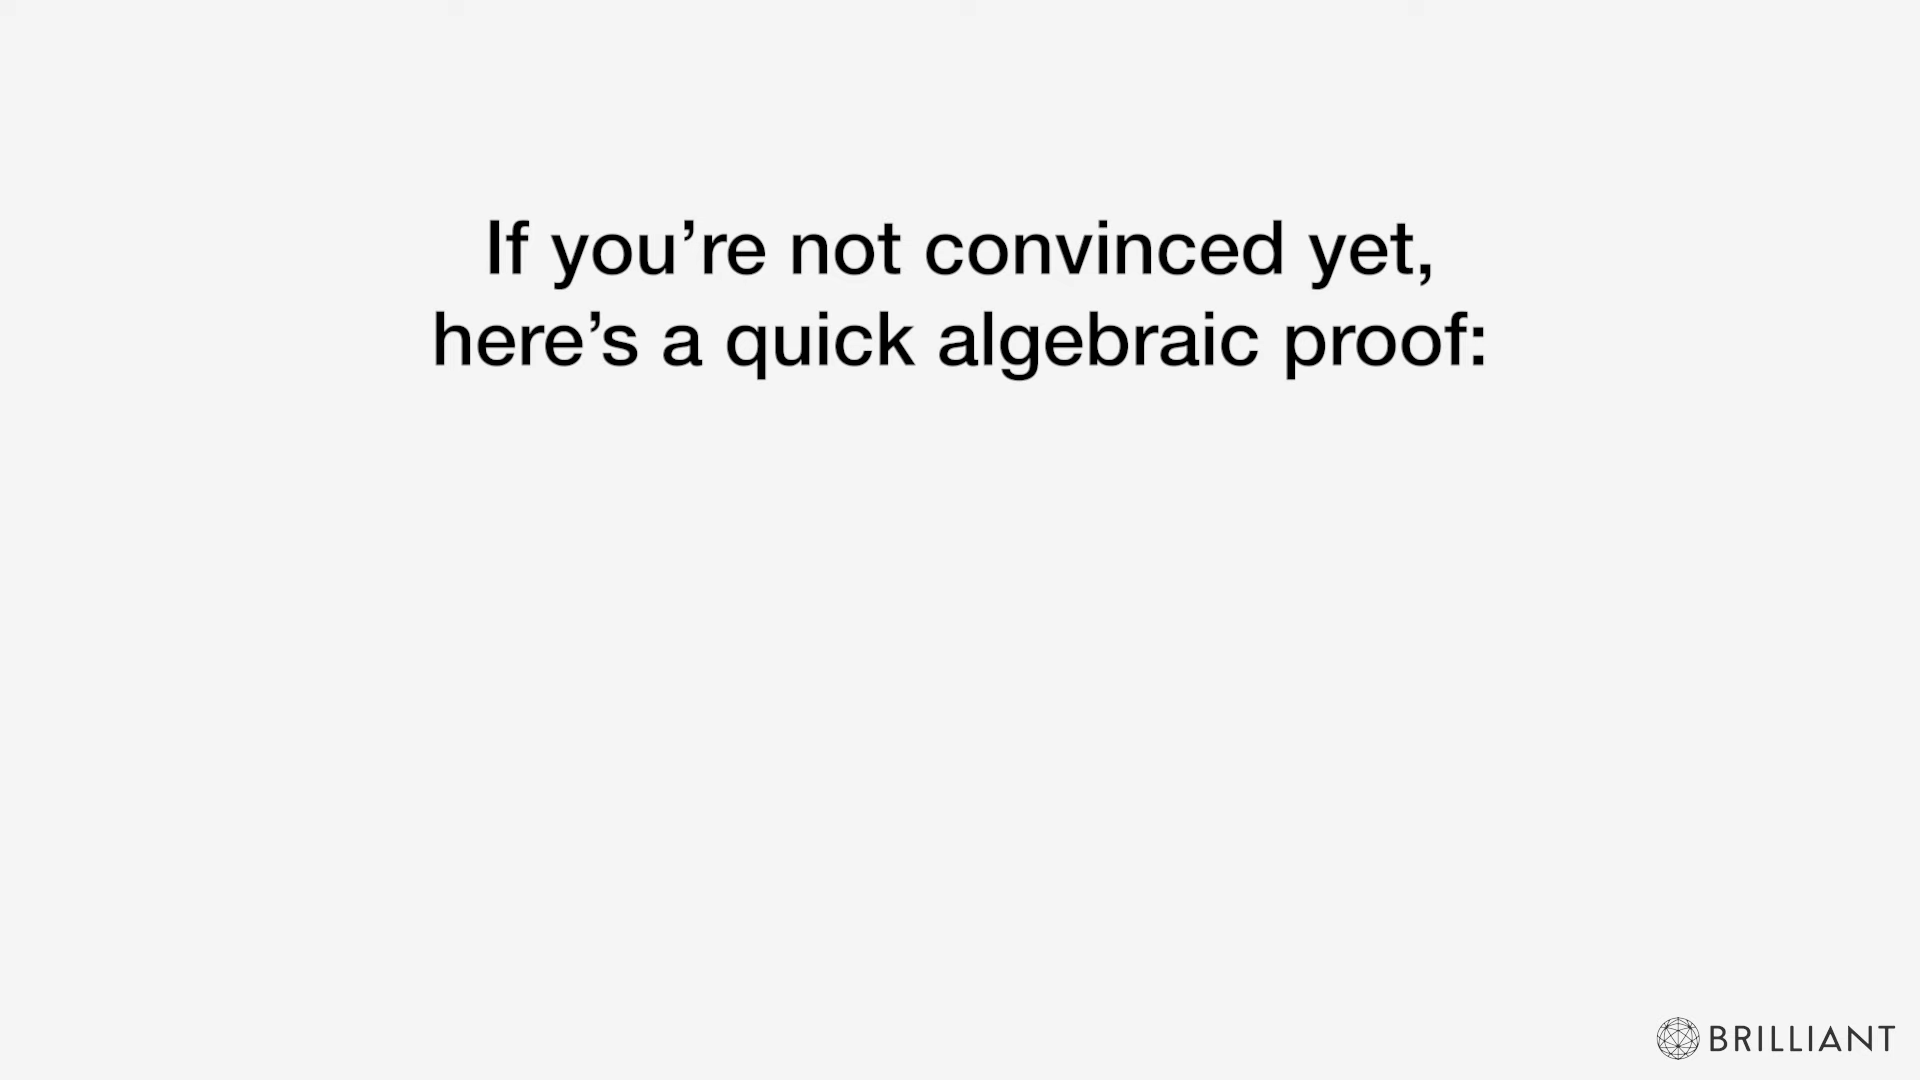 If you’re not convinced yet,
here’s a quick algebraic proof:
BRILLIANT